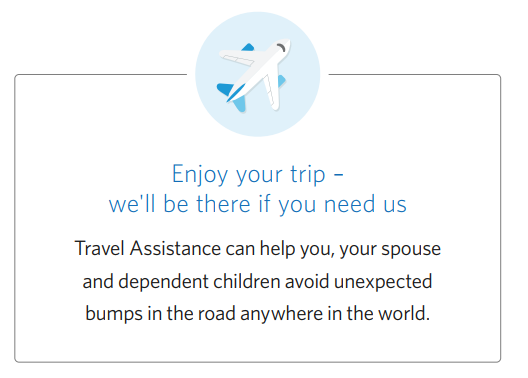 Enjoy your trip –
we'll be there if you need us
Travel Assistance can help you, your spouse
and dependent children avoid unexpected
bumps in the road anywhere in the world.